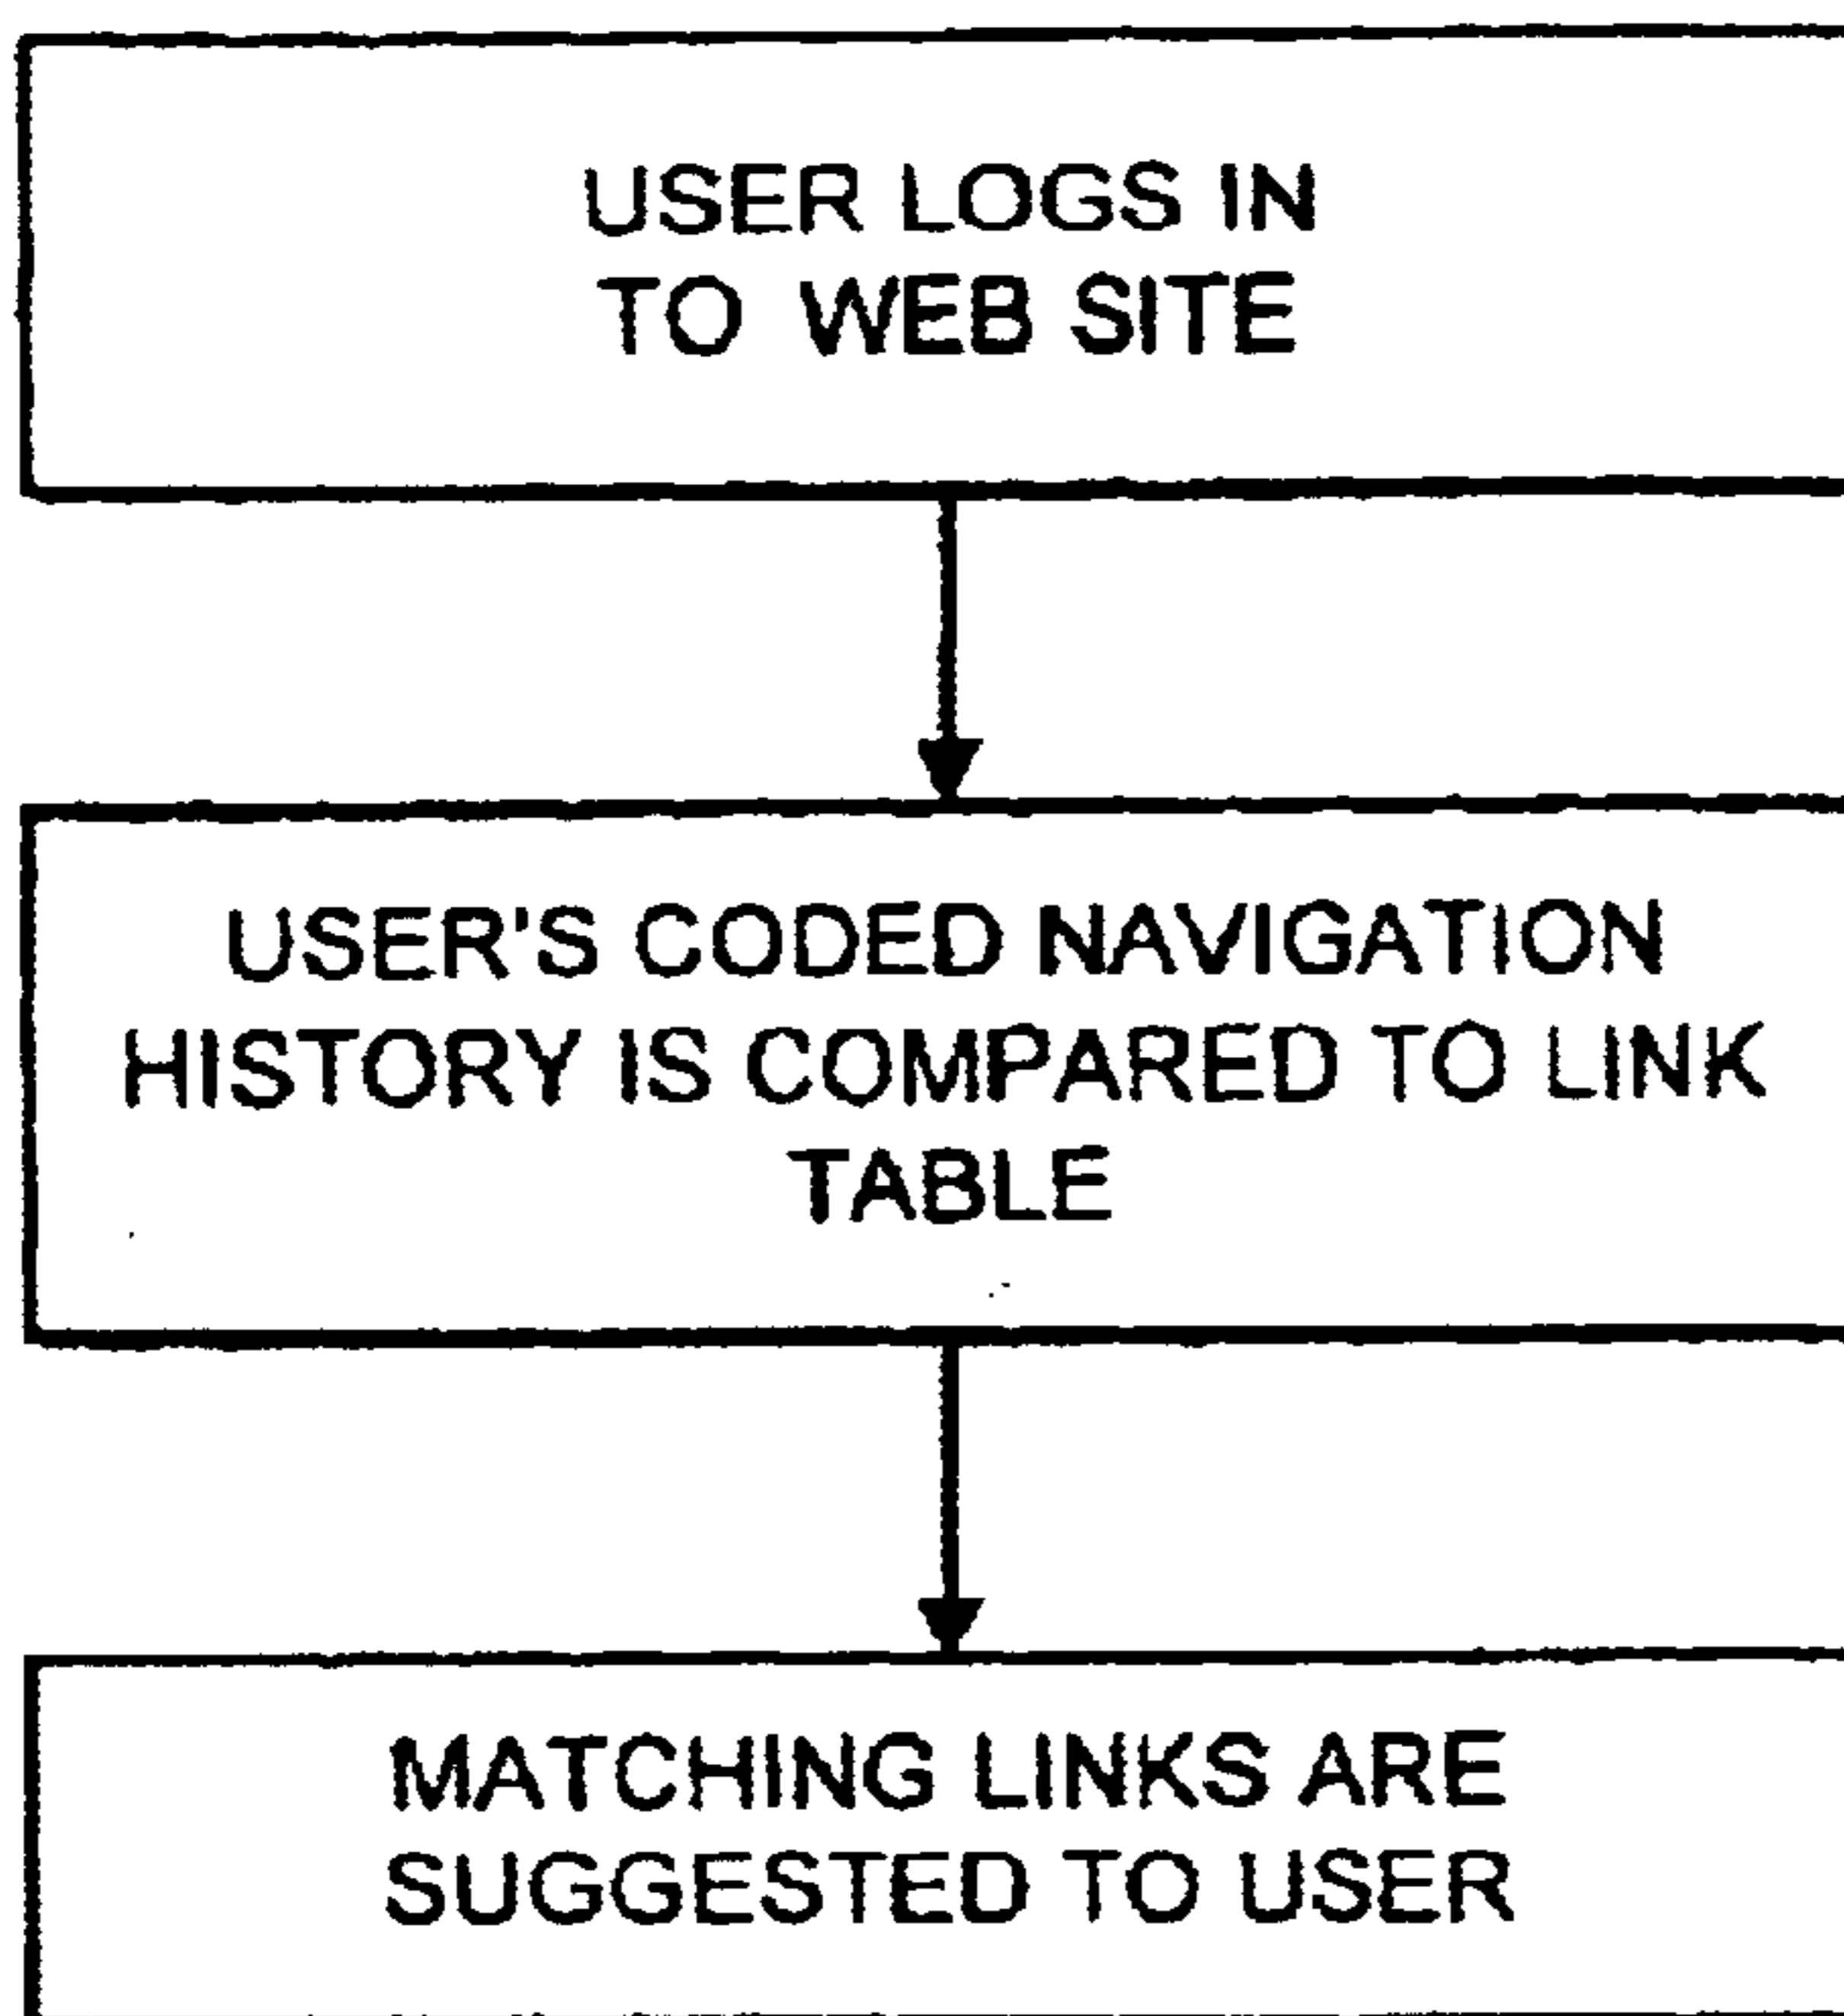 USER LOGS IN
TO WEB SITE
USER'S CODED NAVIGATION
HISTORY IS COMPARED TO LINK
TABLE
MATCHING LINKS ARE
SUGGESTED TO USER